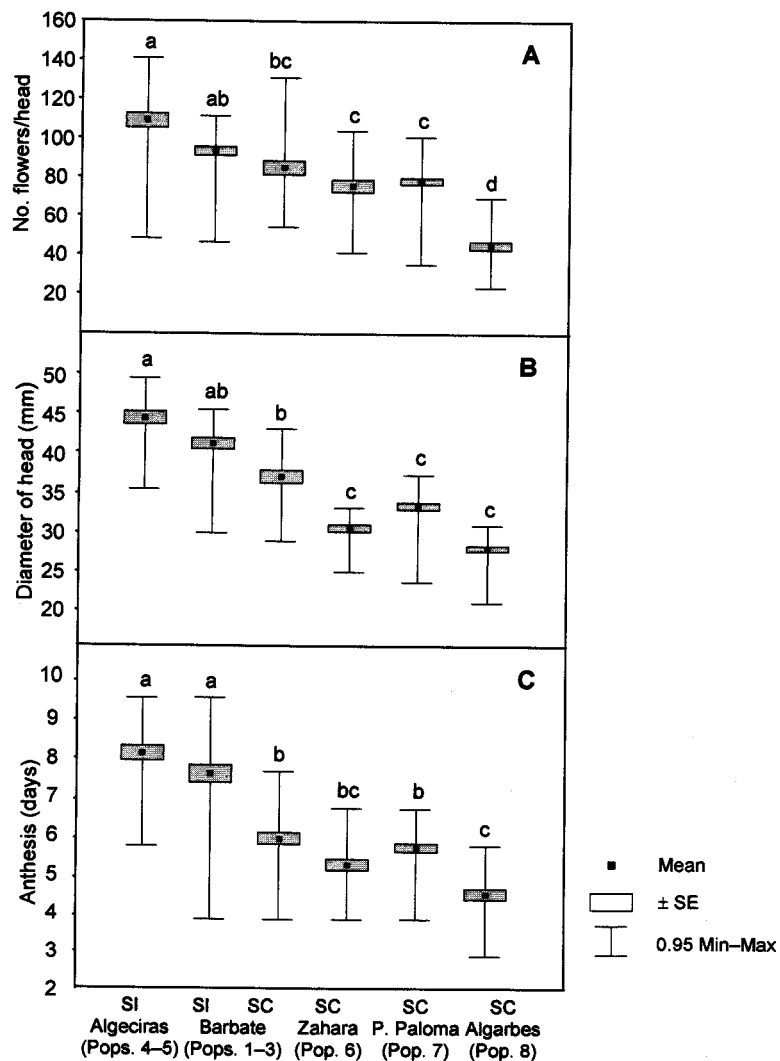 160
140
120
100
80
60
40
20
No. flowers/head
A
a
ab
bc
c
c
d
50
45
40
35
30
25
20
Diameter of head (mm)
B
a
ab
b
c
c
c
10
9
8
7
6
5
4
3
2
Anthesis (days)
C
a
a
b
bc
b
c
SI SI SC SC SC SC
Algeciras Barbate Zahara P. Paloma Algarbes
(Pops. 4–5) (Pops. 1–3) (Pop. 6) (Pop. 7) (Pop. 8)
Mean
± SE
0.95 Min–Max